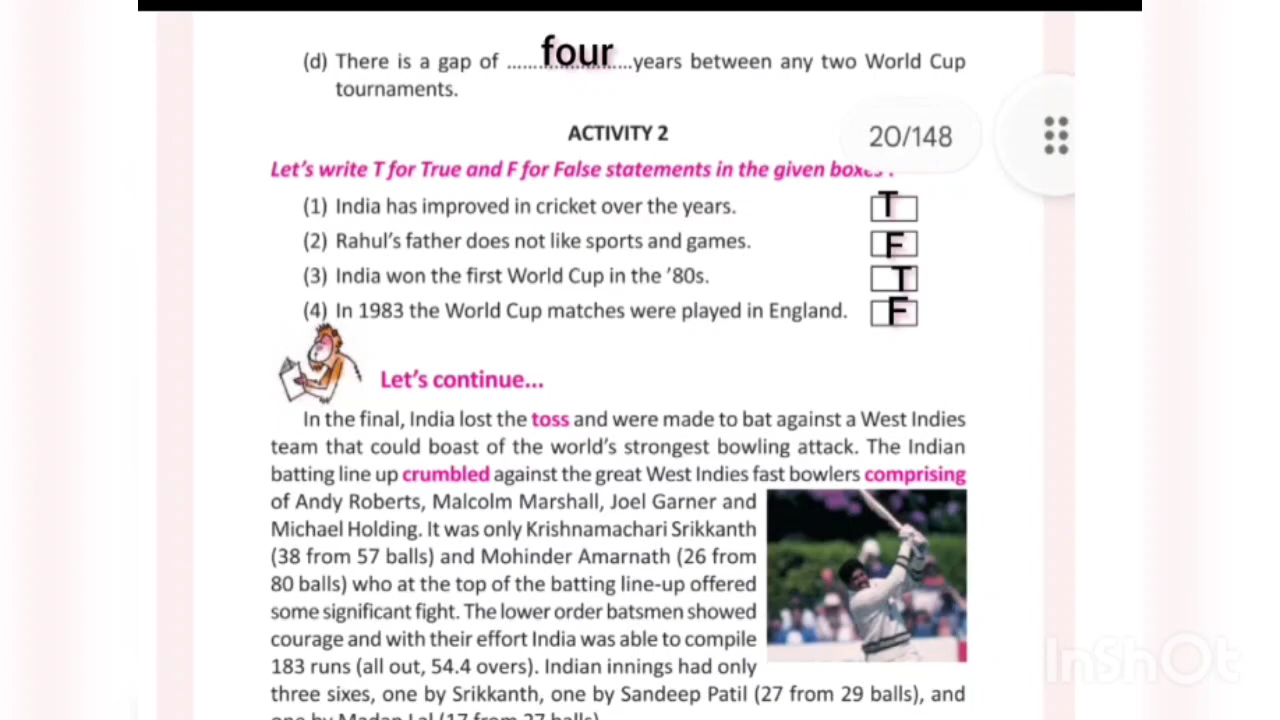 (d) There is a gap of ......four......years between any two World Cup
tournaments.
ACTIVITY 2
20/148
Let's write T for True and F for False statements in the given boxes :
(1) India has improved in cricket over the years. T
(2) Rahul's father does not like sports and games. F
(3) India won the first World Cup in the '80s. T
(4) In 1983 the World Cup matches were played in England. F
Let's continue...
In the final, India lost the toss and were made to bat against a West Indies
team that could boast of the world's strongest bowling attack. The Indian
batting line up crumbled against the great West Indies fast bowlers comprising
of Andy Roberts, Malcolm Marshall, Joel Garner and
Michael Holding. It was only Krishnamachari Srikkanth
(38 from 57 balls) and Mohinder Amarnath (26 from
80 balls) who at the top of the batting line-up offered
some significant fight. The lower order batsmen showed
courage and with their effort India was able to compile
183 runs (all out, 54.4 overs). Indian innings had only
three sixes, one by Srikkanth, one by Sandeep Patil (27 from 29 balls), and
one by Madan Lal (17 from 27 balls).
InShOt